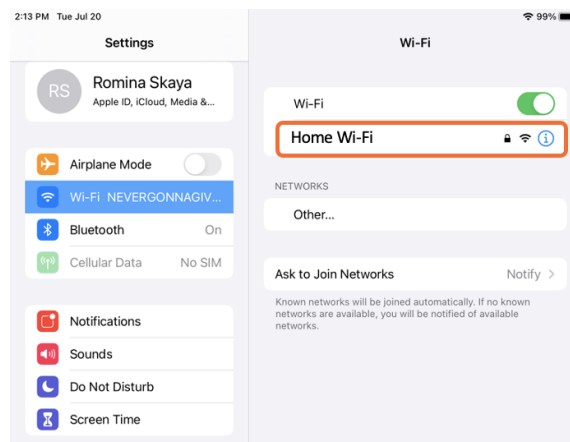 2:13 PM Tue Jul 20
99%
Settings
Wi-Fi
RS
Romina Skaya
Apple ID, iCloud, Media &...
Airplane Mode
Wi-Fi NEVERGONNAGIV...
Bluetooth On
Cellular Data No SIM
Notifications
Sounds
Do Not Disturb
Screen Time
Wi-Fi
Home Wi-Fi
NETWORKS
Other...
Ask to Join Networks Notify
Known networks will be joined automatically. If no known
networks are available, you will be notified of available
networks.